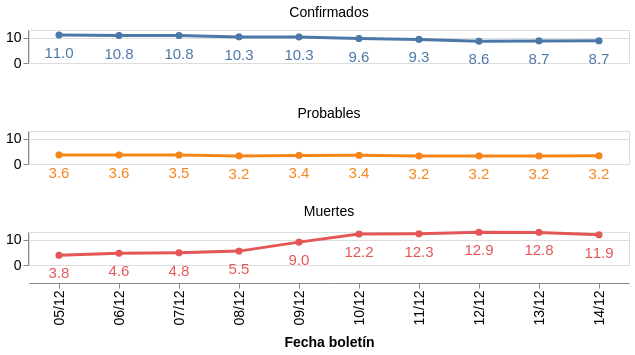 Confirmados
10
0
11.0 10.8 10.8 10.3 10.3 9.6 9.3 8.6 8.7 8.7
Probables
10
0
3.6 3.6 3.5 3.2 3.4 3.4 3.2 3.2 3.2 3.2
Muertes
10
0
3.8 4.6 4.8 5.5 9.0 12.2 12.3 12.9 12.8 11.9
05/12 06/12 07/12 08/12 09/12 10/12 11/12 12/12 13/12 14/12
Fecha boletín